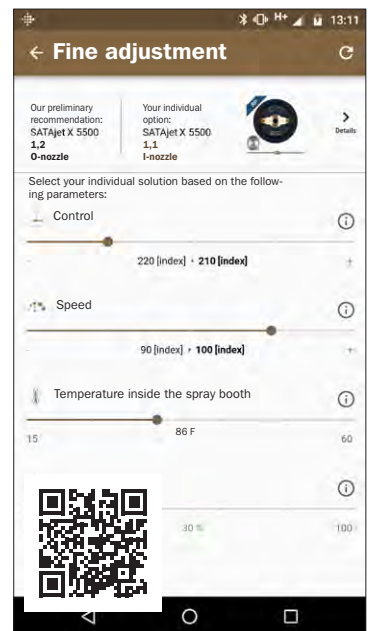 H+ 13:11
← Fine adjustment
Our preliminary
recommendation:
SATAjet X 5500
1,2
O-nozzle
Your individual
option:
SATAjet X 5500
1,1
I-nozzle
Details
Select your individual solution based on the follow-
ing parameters:
Control
- 220 [index] › 210 [index] +
Speed
- 90 [index] › 100 [index] +
Temperature inside the spray booth
15 86 F 60
30 % 100